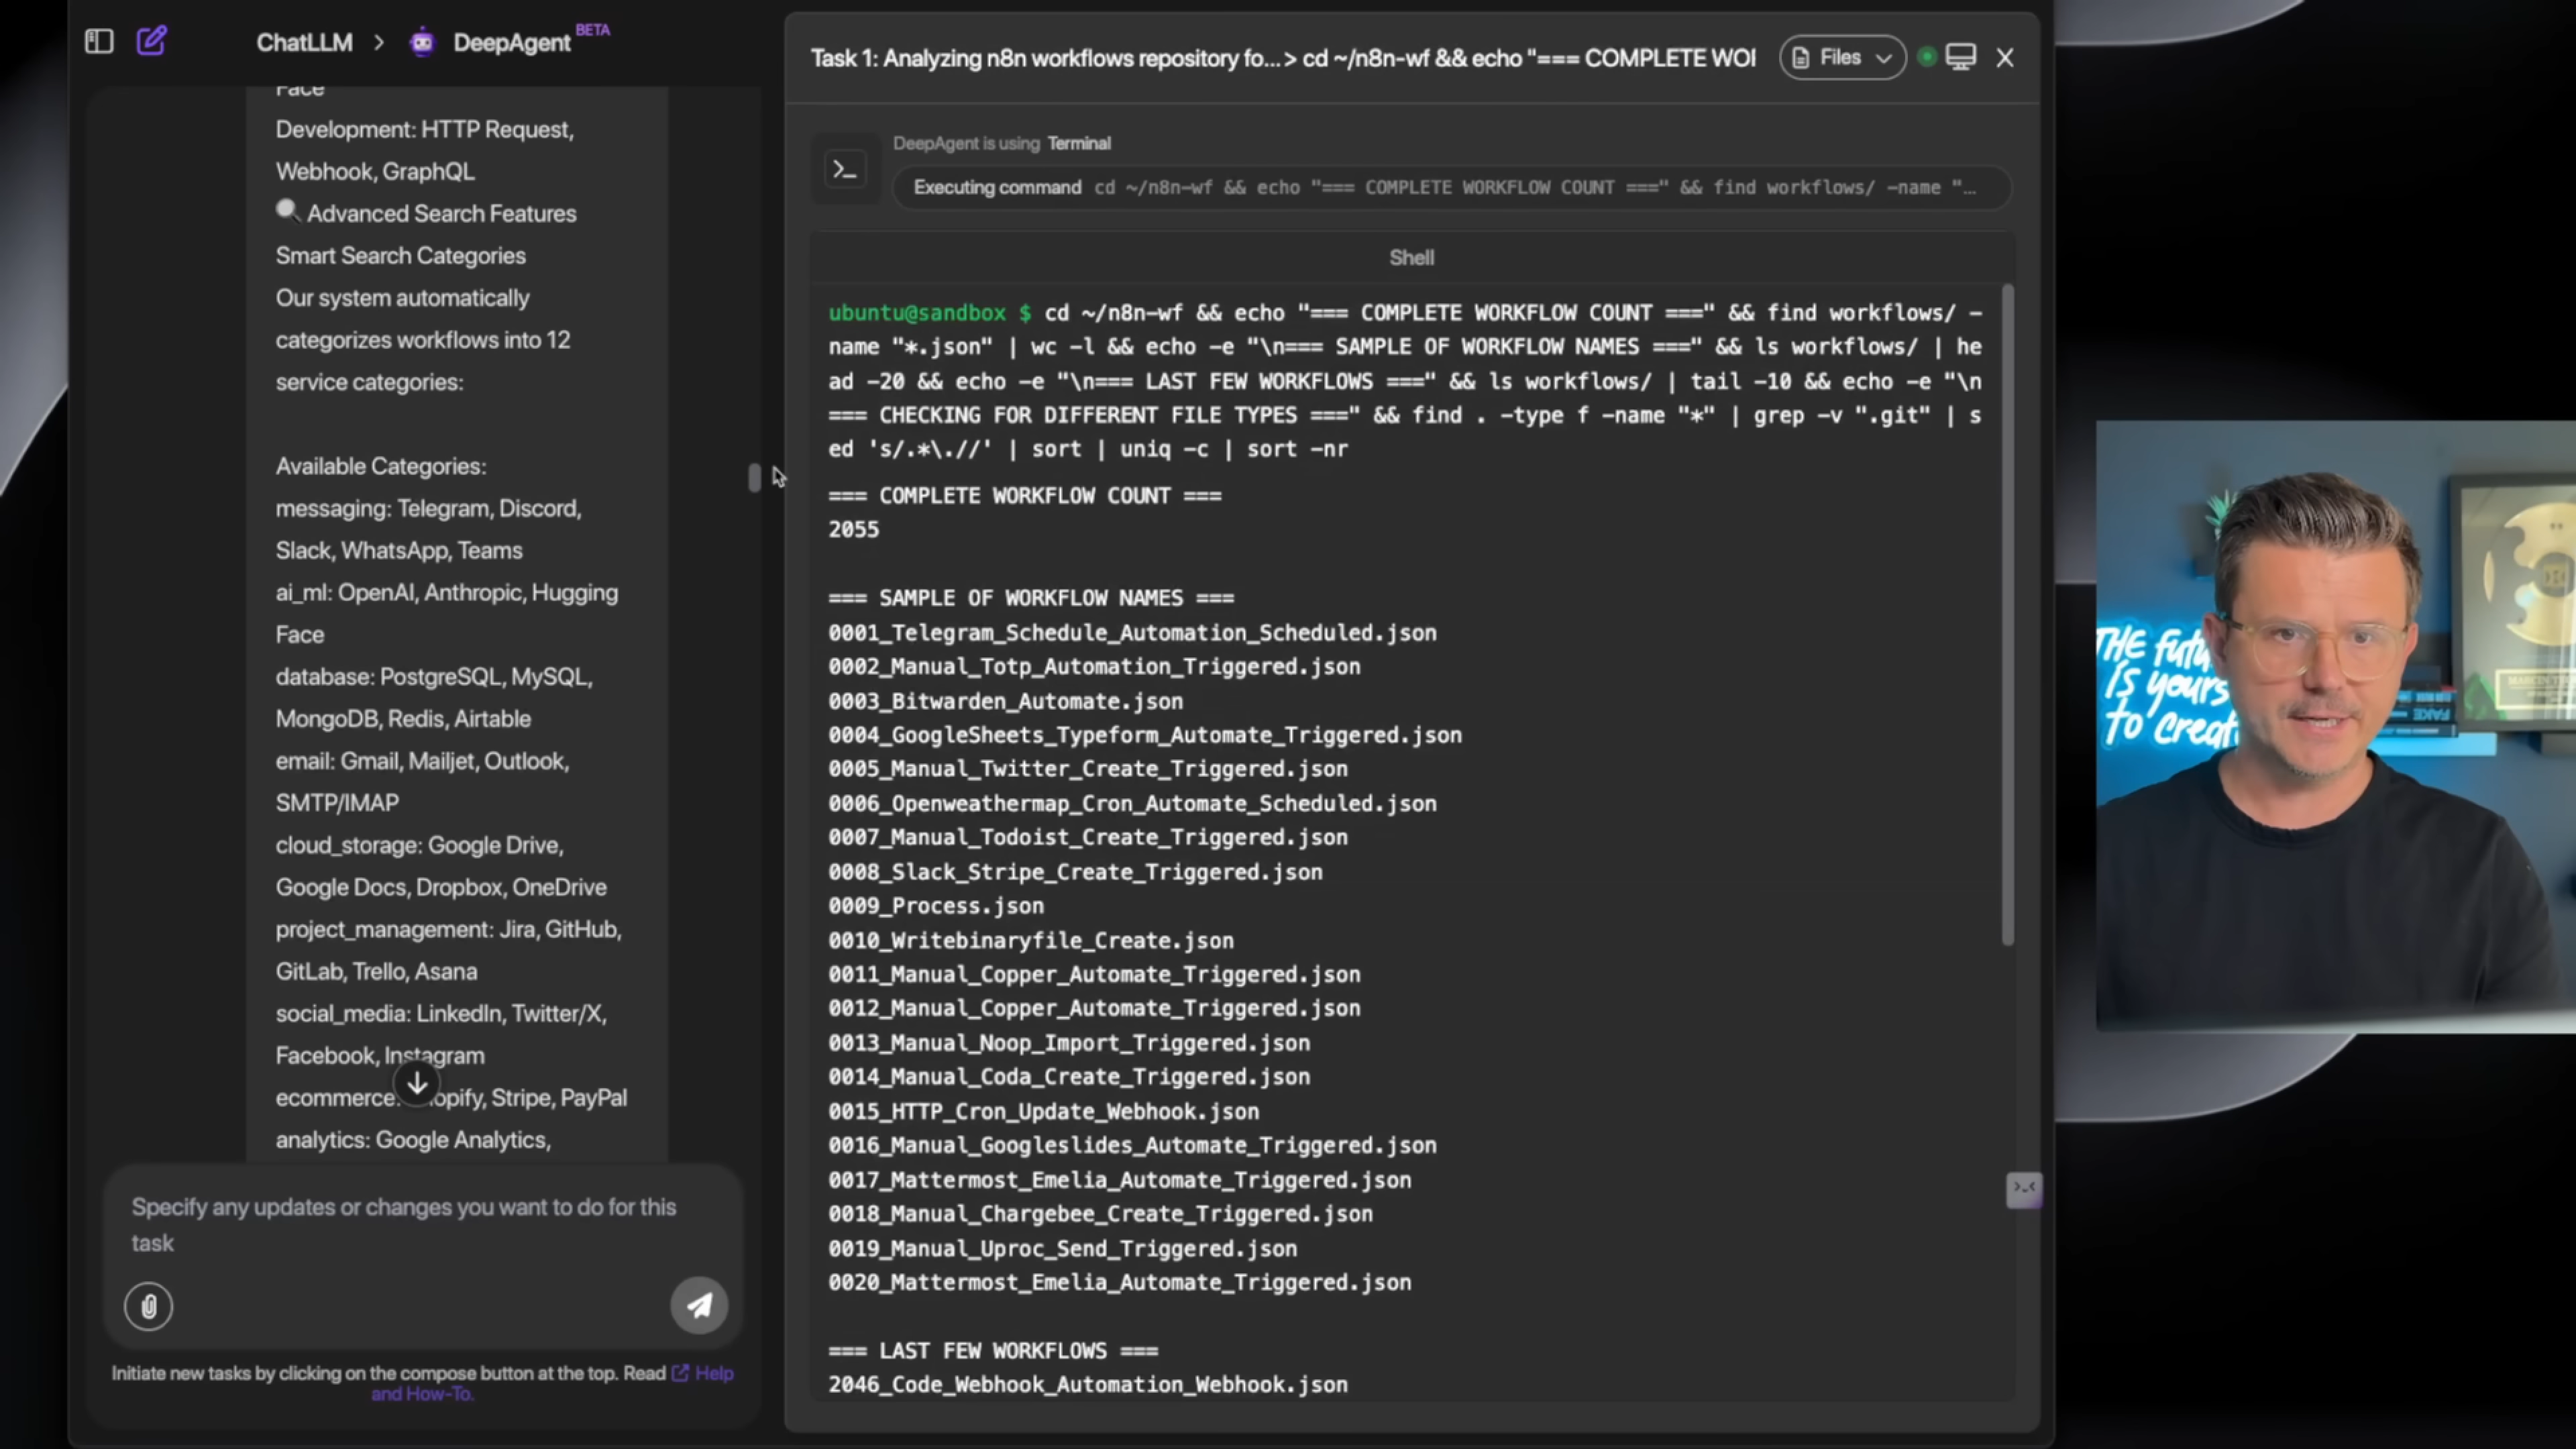 ChatLLM > DeepAgent BETA
Face
Development: HTTP Request,
Webhook, GraphQL
🔍 Advanced Search Features
Smart Search Categories
Our system automatically
categorizes workflows into 12
service categories:
Available Categories:
messaging: Telegram, Discord,
Slack, WhatsApp, Teams
ai_ml: OpenAI, Anthropic, Hugging
Face
database: PostgreSQL, MySQL,
MongoDB, Redis, Airtable
email: Gmail, Mailjet, Outlook,
SMTP/IMAP
cloud_storage: Google Drive,
Google Docs, Dropbox, OneDrive
project_management: Jira, GitHub,
GitLab, Trello, Asana
social_media: LinkedIn, Twitter/X,
Facebook, Instagram
ecommerce: opify, Stripe, PayPal
analytics: Google Analytics,
Specify any updates or changes you want to do for this
task
Initiate new tasks by clicking on the compose button at the top. Read Help
and How-To.
Task 1: Analyzing n8n workflows repository fo... > cd ~/n8n-wf && echo "=== COMPLETE WOI
Files
DeepAgent is using Terminal
Executing command cd ~/n8n-wf && echo "=== COMPLETE WORKFLOW COUNT ===" && find workflows/ -name "...
Shell
ubuntu@sandbox $ cd ~/n8n-wf && echo "=== COMPLETE WORKFLOW COUNT ===" && find workflows/ -
name "*.json" | wc -l && echo -e "\n=== SAMPLE OF WORKFLOW NAMES ===" && ls workflows/ | he
ad -20 && echo -e "\n=== LAST FEW WORKFLOWS ===" && ls workflows/ | tail -10 && echo -e "\n
=== CHECKING FOR DIFFERENT FILE TYPES ===" && find . -type f -name "*" | grep -v ".git" | s
ed 's/.*\.//' | sort | uniq -c | sort -nr
=== COMPLETE WORKFLOW COUNT ===
2055
=== SAMPLE OF WORKFLOW NAMES ===
0001_Telegram_Schedule_Automation_Scheduled.json
0002_Manual_Totp_Automation_Triggered.json
0003_Bitwarden_Automate.json
0004_GoogleSheets_Typeform_Automate_Triggered.json
0005_Manual_Twitter_Create_Triggered.json
0006_Openweathermap_Cron_Automate_Scheduled.json
0007_Manual_Todoist_Create_Triggered.json
0008_Slack_Stripe_Create_Triggered.json
0009_Process.json
0010_Writebinaryfile_Create.json
0011_Manual_Copper_Automate_Triggered.json
0012_Manual_Copper_Automate_Triggered.json
0013_Manual_Noop_Import_Triggered.json
0014_Manual_Coda_Create_Triggered.json
0015_HTTP_Cron_Update_Webhook.json
0016_Manual_Googleslides_Automate_Triggered.json
0017_Mattermost_Emelia_Automate_Triggered.json
0018_Manual_Chargebee_Create_Triggered.json
0019_Manual_Uproc_Send_Triggered.json
0020_Mattermost_Emelia_Automate_Triggered.json
=== LAST FEW WORKFLOWS ===
2046_Code_Webhook_Automation_Webhook.json
THE futu
Is yours
to creat